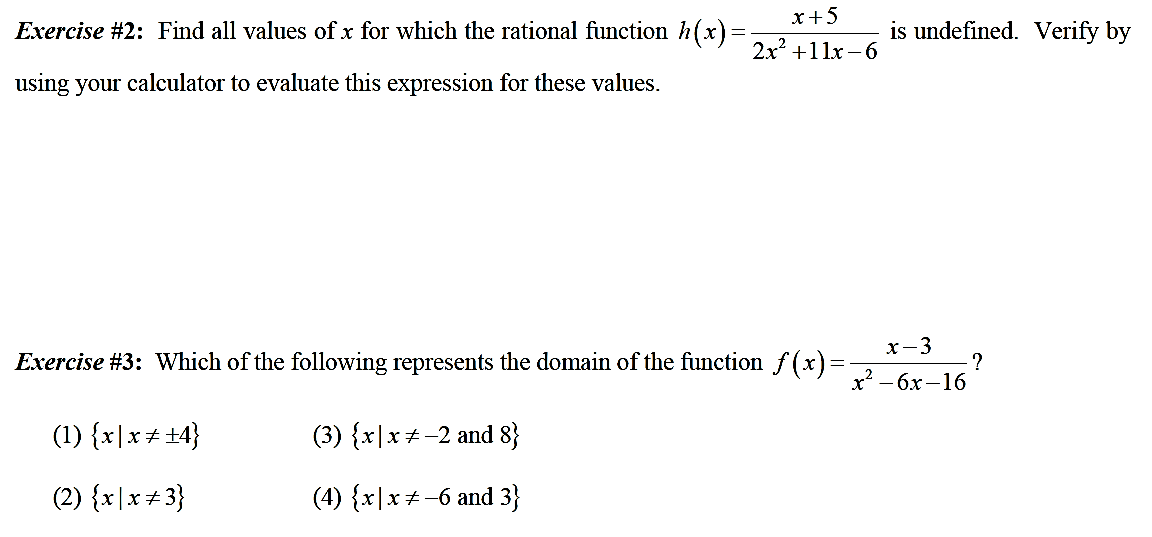 Exercise #2: Find all values of x for which the rational function h(x) = (x+5)/(2x² +11x−6) is undefined. Verify by
using your calculator to evaluate this expression for these values.
Exercise #3: Which of the following represents the domain of the function f(x) = (x−3)/(x² −6x−16) ?
(1) {x | x ≠ ±4} (3) {x | x ≠ −2 and 8}
(2) {x | x ≠ 3} (4) {x | x ≠ −6 and 3}